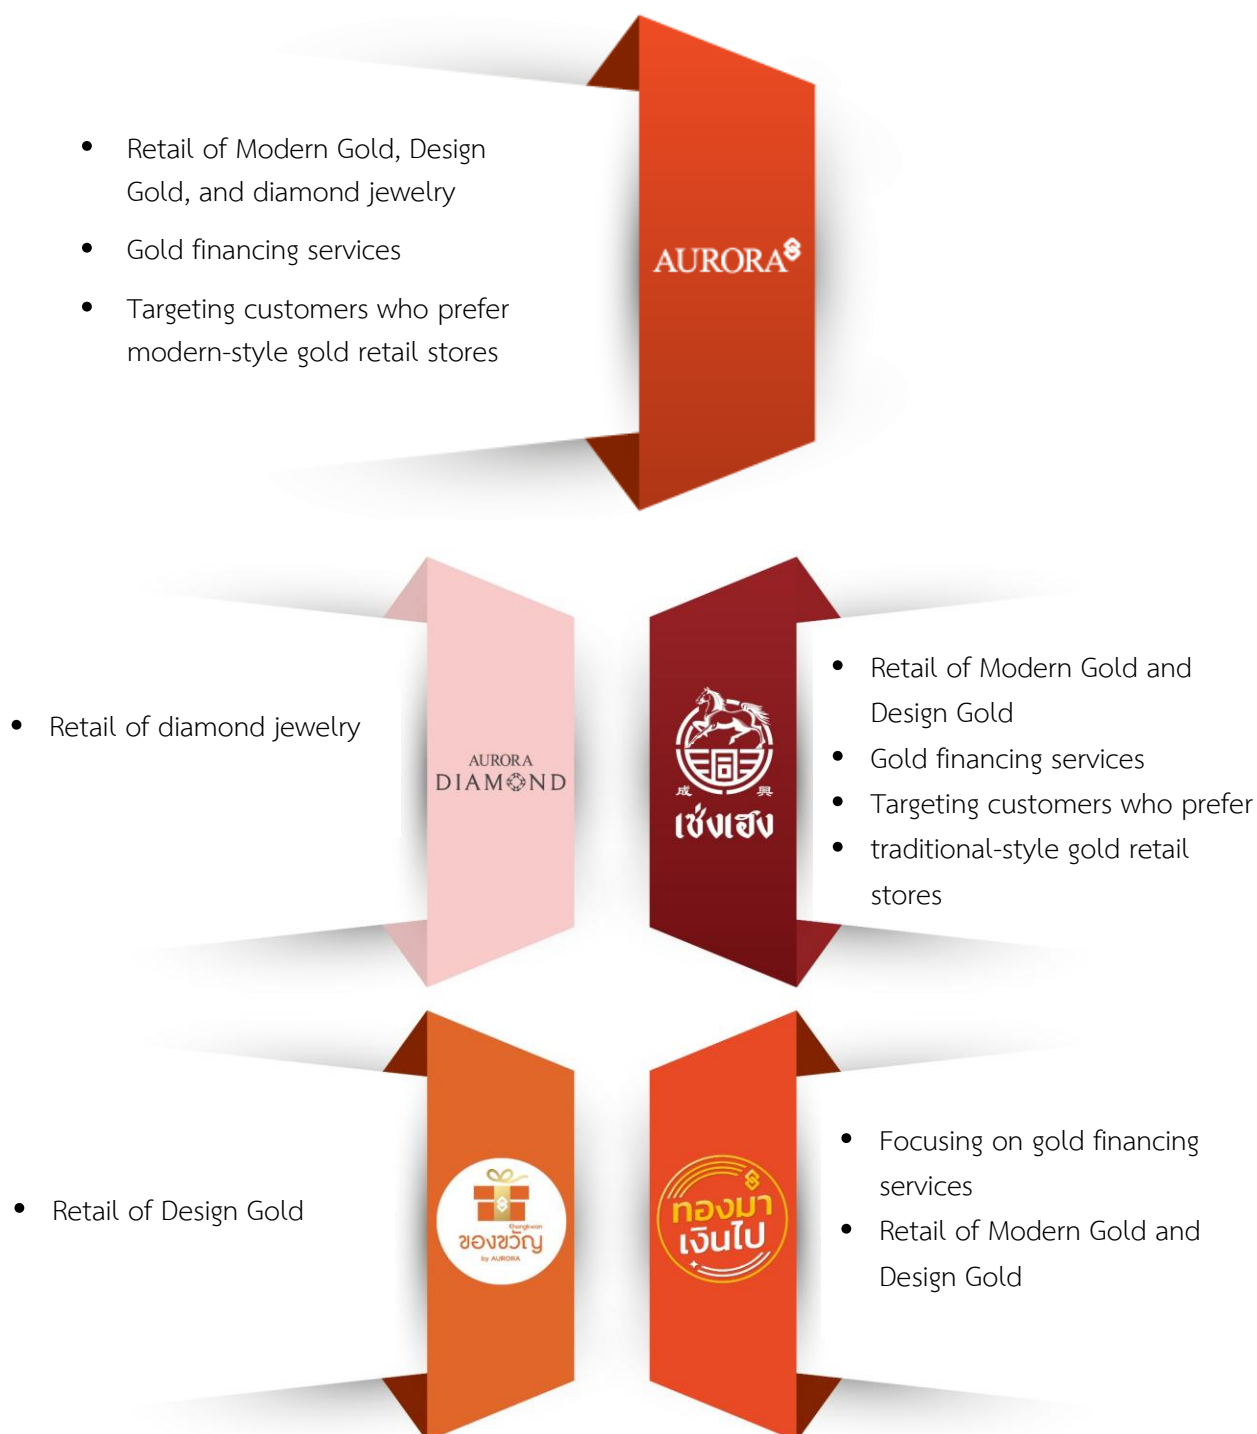 • Retail of Modern Gold, Design
Gold, and diamond jewelry
• Gold financing services
• Targeting customers who prefer
modern-style gold retail stores
AURORA
• Retail of diamond jewelry
AURORA
DIAMOND
同
成 興
เซ่งเฮง
• Retail of Modern Gold and
Design Gold
• Gold financing services
• Targeting customers who prefer
• traditional-style gold retail
stores
• Retail of Design Gold
Khongkwan
ของขวัญ
by AURORA
ทองมา
เงินไป
• Focusing on gold financing
services
• Retail of Modern Gold and
Design Gold